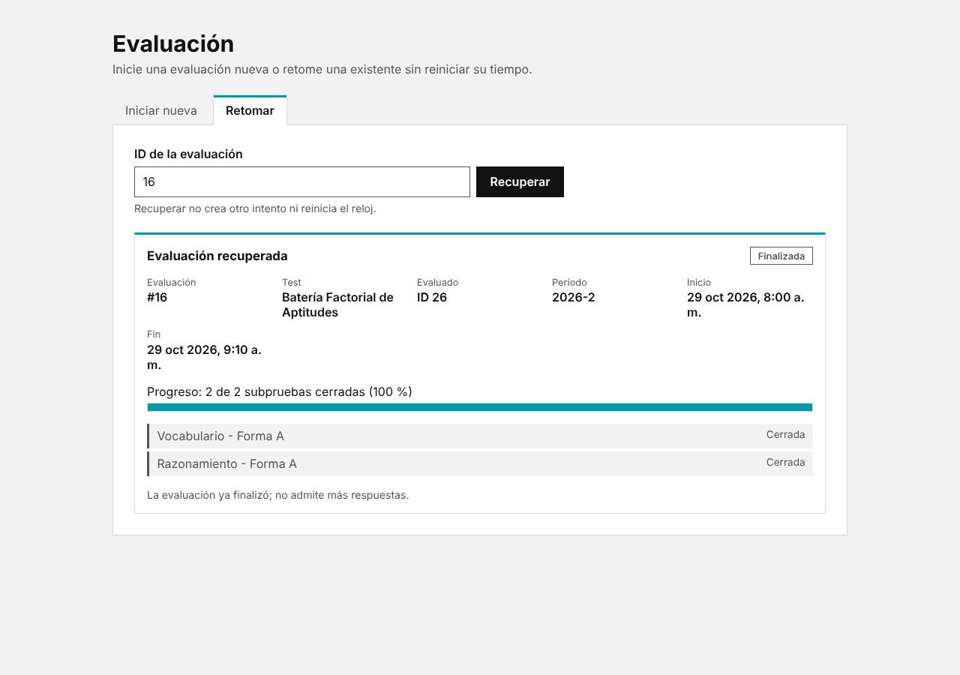 Evaluación
Inicie una evaluación nueva o retome una existente sin reiniciar su tiempo.
Iniciar nueva
Retomar
ID de la evaluación
16
Recuperar
Recuperar no crea otro intento ni reinicia el reloj.
Evaluación recuperada
Finalizada
Evaluación
#16
Test
Batería Factorial de
Aptitudes
Evaluado
ID 26
Periodo
2026-2
Inicio
29 oct 2026, 8:00 a.
m.
Fin
29 oct 2026, 9:10 a.
m.
Progreso: 2 de 2 subpruebas cerradas (100 %)
Vocabulario - Forma A
Cerrada
Razonamiento - Forma A
Cerrada
La evaluación ya finalizó; no admite más respuestas.